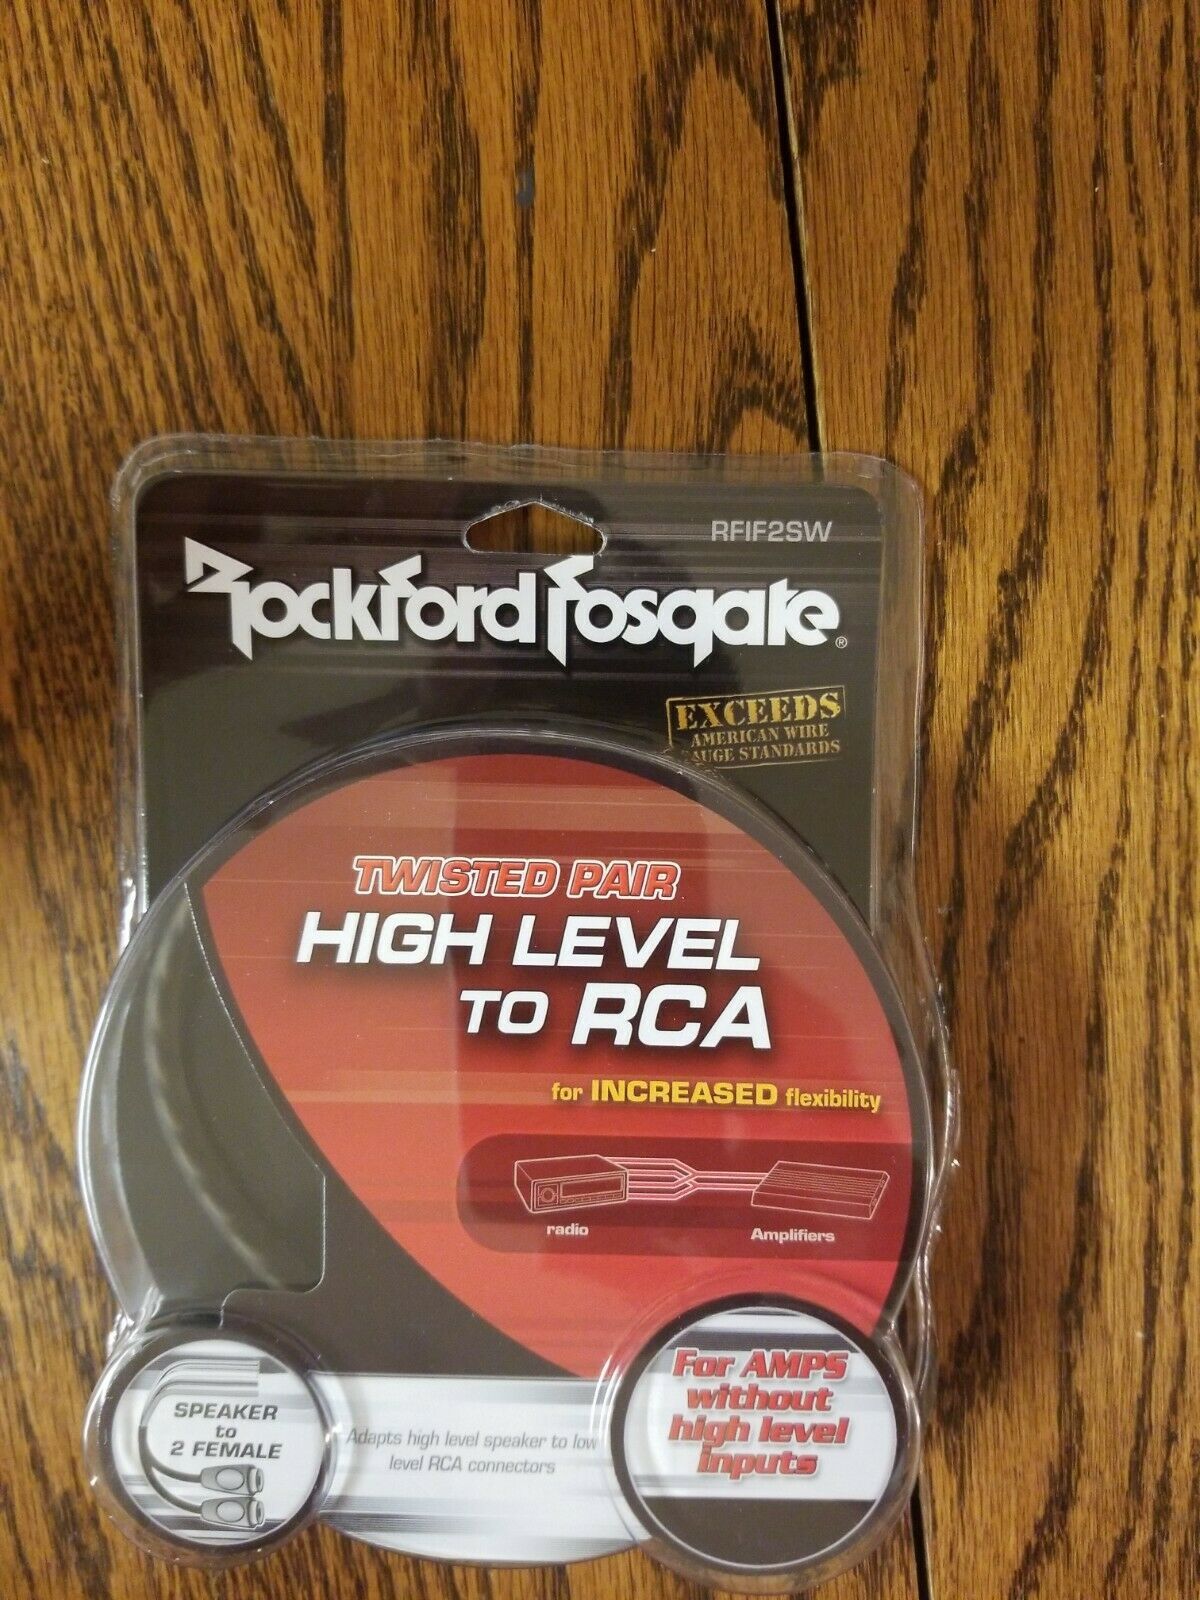 RFIF2SW
Rockford Fosgate®
EXCEEDS
AMERICAN WIRE
GAUGE STANDARDS
TWISTED PAIR
HIGH LEVEL
TO RCA
for INCREASED flexibility
radio
Amplifiers
SPEAKER
to
2 FEMALE
Adapts high level speaker to low
level RCA connectors
For AMPS
without
high level
inputs